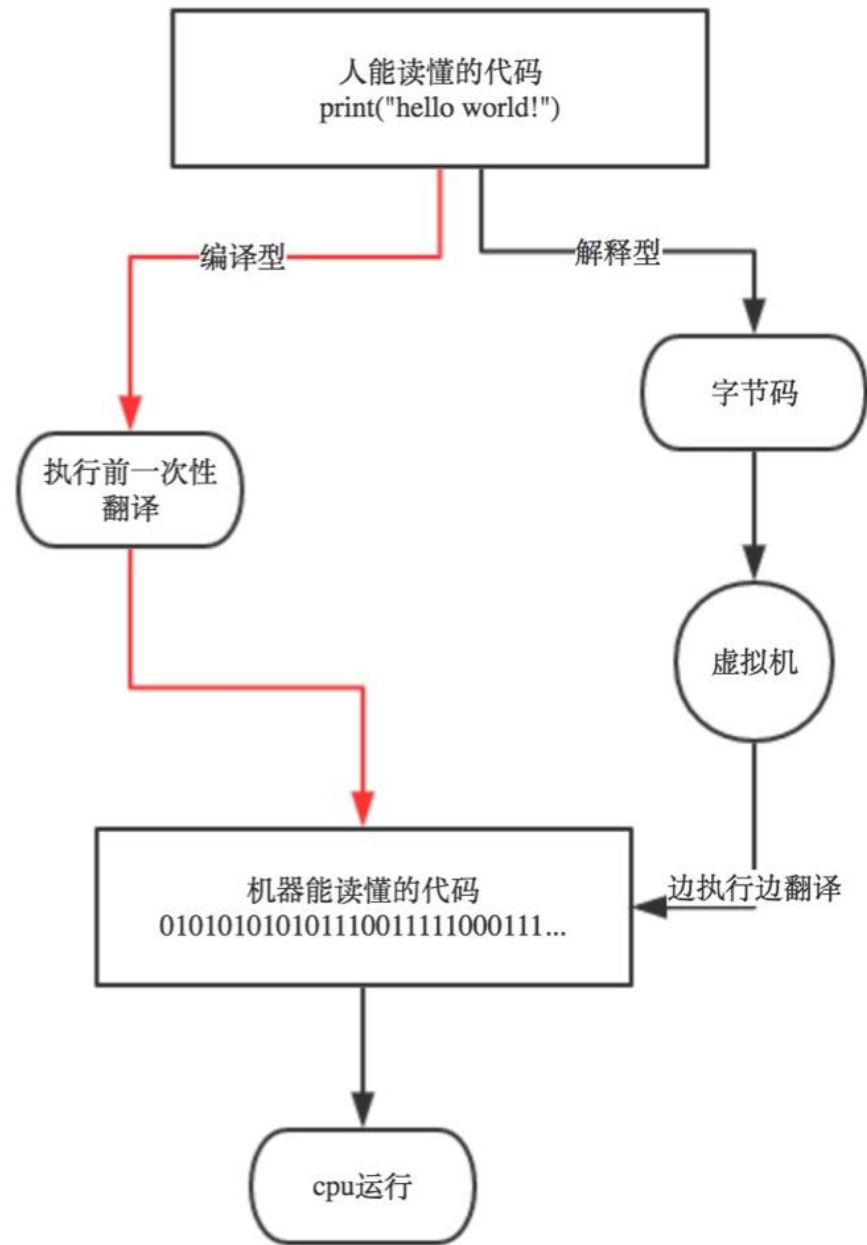 人能读懂的代码
print("hello world!")
编译型
解释型
字节码
执行前一次性
翻译
虚拟机
机器能读懂的代码
010101010101110011111000111...
边执行边翻译
cpu运行